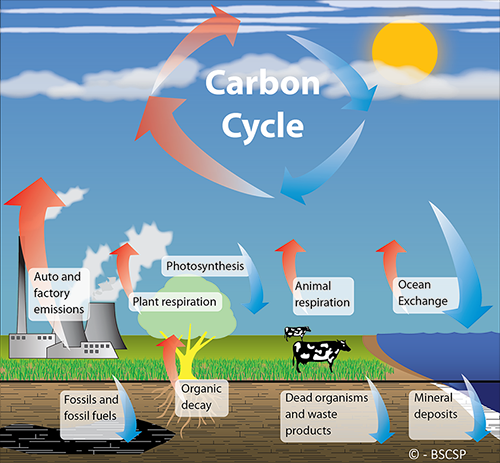 Carbon
Cycle
Photosynthesis
Auto and
factory
emissions
Plant respiration
Animal
respiration
Ocean
Exchange
Fossils and
fossil fuels
Organic
decay
Dead organisms
and waste
products
Mineral
deposits
© - BSCSP